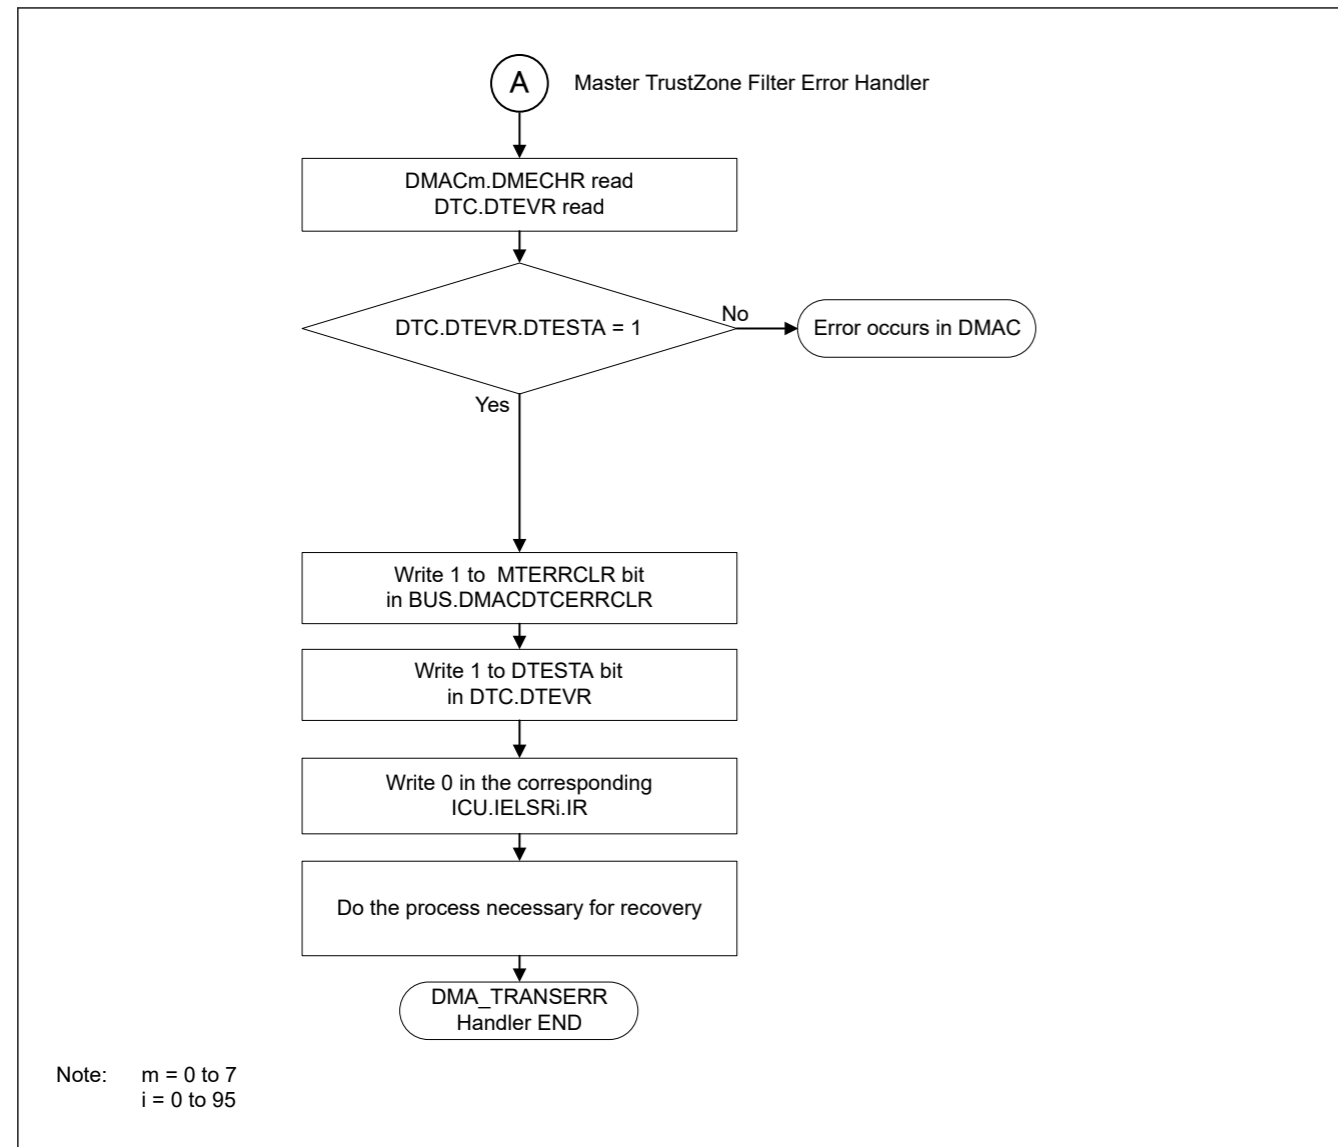 A
Master TrustZone Filter Error Handler
DMACm.DMECHR read
DTC.DTEVR read
DTC.DTEVR.DTESTA = 1
No
Error occurs in DMAC
Yes
Write 1 to MTERRCLR bit
in BUS.DMACDTCERRCLR
Write 1 to DTESTA bit
in DTC.DTEVR
Write 0 in the corresponding
ICU.IELSRi.IR
Do the process necessary for recovery
DMA_TRANSERR
Handler END
Note: m = 0 to 7
i = 0 to 95